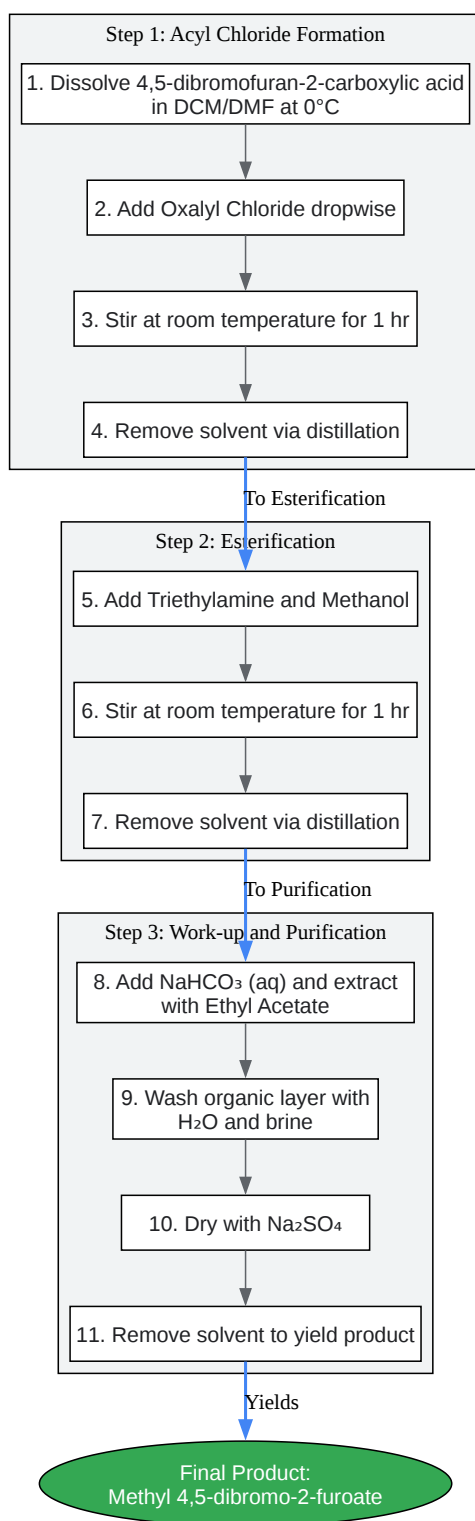 Step 1: Acyl Chloride Formation
1. Dissolve 4,5-dibromofuran-2-carboxylic acid
in DCM/DMF at 0°C
2. Add Oxalyl Chloride dropwise
3. Stir at room temperature for 1 hr
4. Remove solvent via distillation
To Esterification
Step 2: Esterification
5. Add Triethylamine and Methanol
6. Stir at room temperature for 1 hr
7. Remove solvent via distillation
To Purification
Step 3: Work-up and Purification
8. Add NaHCO₃ (aq) and extract
with Ethyl Acetate
9. Wash organic layer with
H₂O and brine
10. Dry with Na₂SO₄
11. Remove solvent to yield product
Yields
Final Product:
Methyl 4,5-dibromo-2-furoate